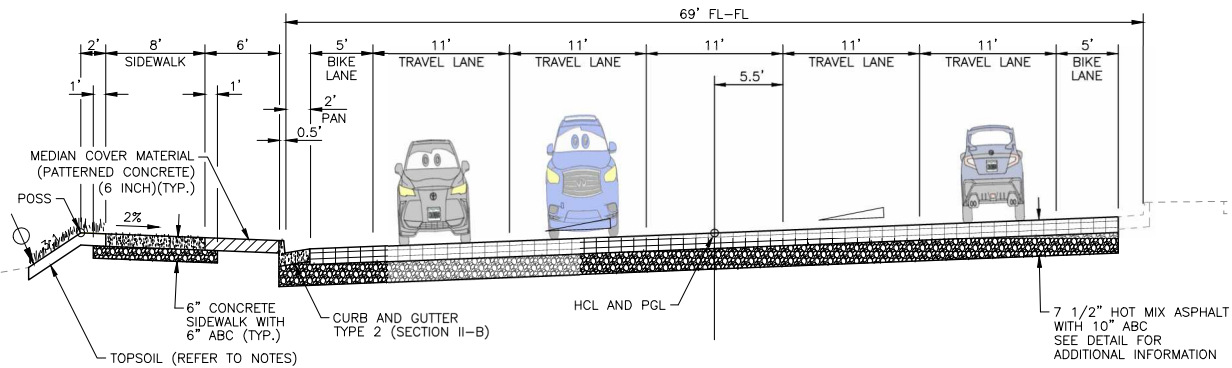 69' FL-FL
2'
8'
6'
5'
11'
11'
11'
11'
11'
5'
SIDEWALK
BIKE
LANE
TRAVEL LANE
TRAVEL LANE
TRAVEL LANE
TRAVEL LANE
BIKE
LANE
1'
1'
5.5'
2'
PAN
0.5'
MEDIAN COVER MATERIAL
(PATTERNED CONCRETE)
(6 INCH)(TYP.)
POSS
2%
6" CONCRETE
SIDEWALK WITH
6" ABC (TYP.)
TOPSOIL (REFER TO NOTES)
CURB AND GUTTER
TYPE 2 (SECTION II-B)
HCL AND PGL
7 1/2" HOT MIX ASPHALT
WITH 10" ABC
SEE DETAIL FOR
ADDITIONAL INFORMATION